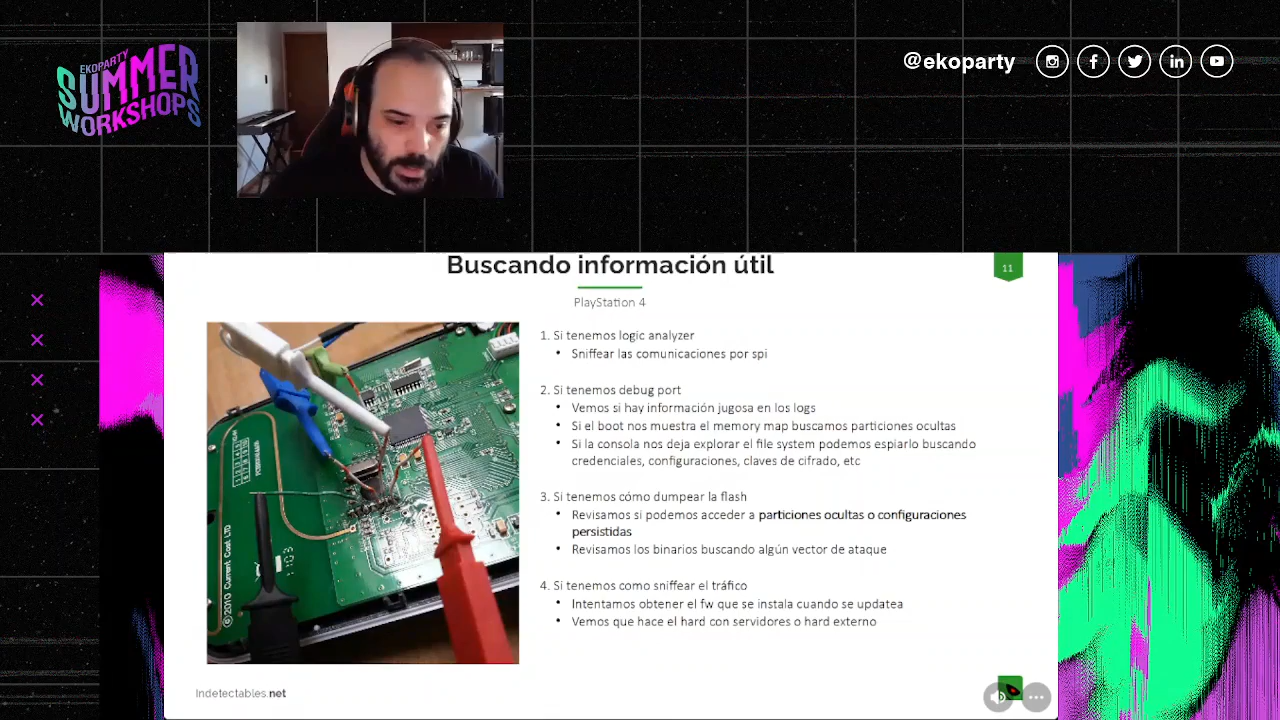 EKOPARTY
SUMMER
WORKSHOPS
@ekoparty
Buscando información útil
11
PlayStation 4
1. Si tenemos logic analyzer
• Sniffear las comunicaciones por spi
2. Si tenemos debug port
• Vemos si hay información jugosa en los logs
• Si el boot nos muestra el memory map buscamos particiones ocultas
• Si la consola nos deja explorar el file system podemos espiarlo buscando
credenciales, configuraciones, claves de cifrado, etc
3. Si tenemos cómo dumpear la flash
• Revisamos si podemos acceder a particiones ocultas o configuraciones
persistidas
• Revisamos los binarios buscando algún vector de ataque
4. Si tenemos como sniffear el tráfico
• Intentamos obtener el fw que se instala cuando se updatea
• Vemos que hace el hard con servidores o hard externo
©2010 Current Cost LTD
Indetectables.net